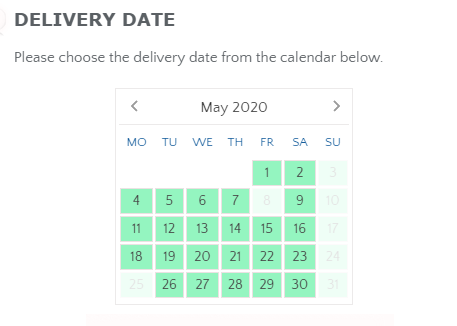 DELIVERY DATE
Please choose the delivery date from the calendar below.
< May 2020 >
MO TU WE TH FR SA SU
1 2 3
4 5 6 7 8 9 10
11 12 13 14 15 16 17
18 19 20 21 22 23 24
25 26 27 28 29 30 31